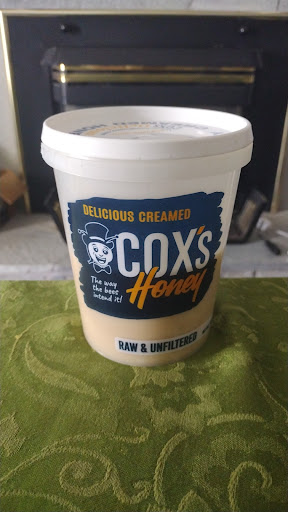 DELICIOUS CREAMED
COX's
Honey
The way
the bees
intend it!
RAW & UNFILTERED